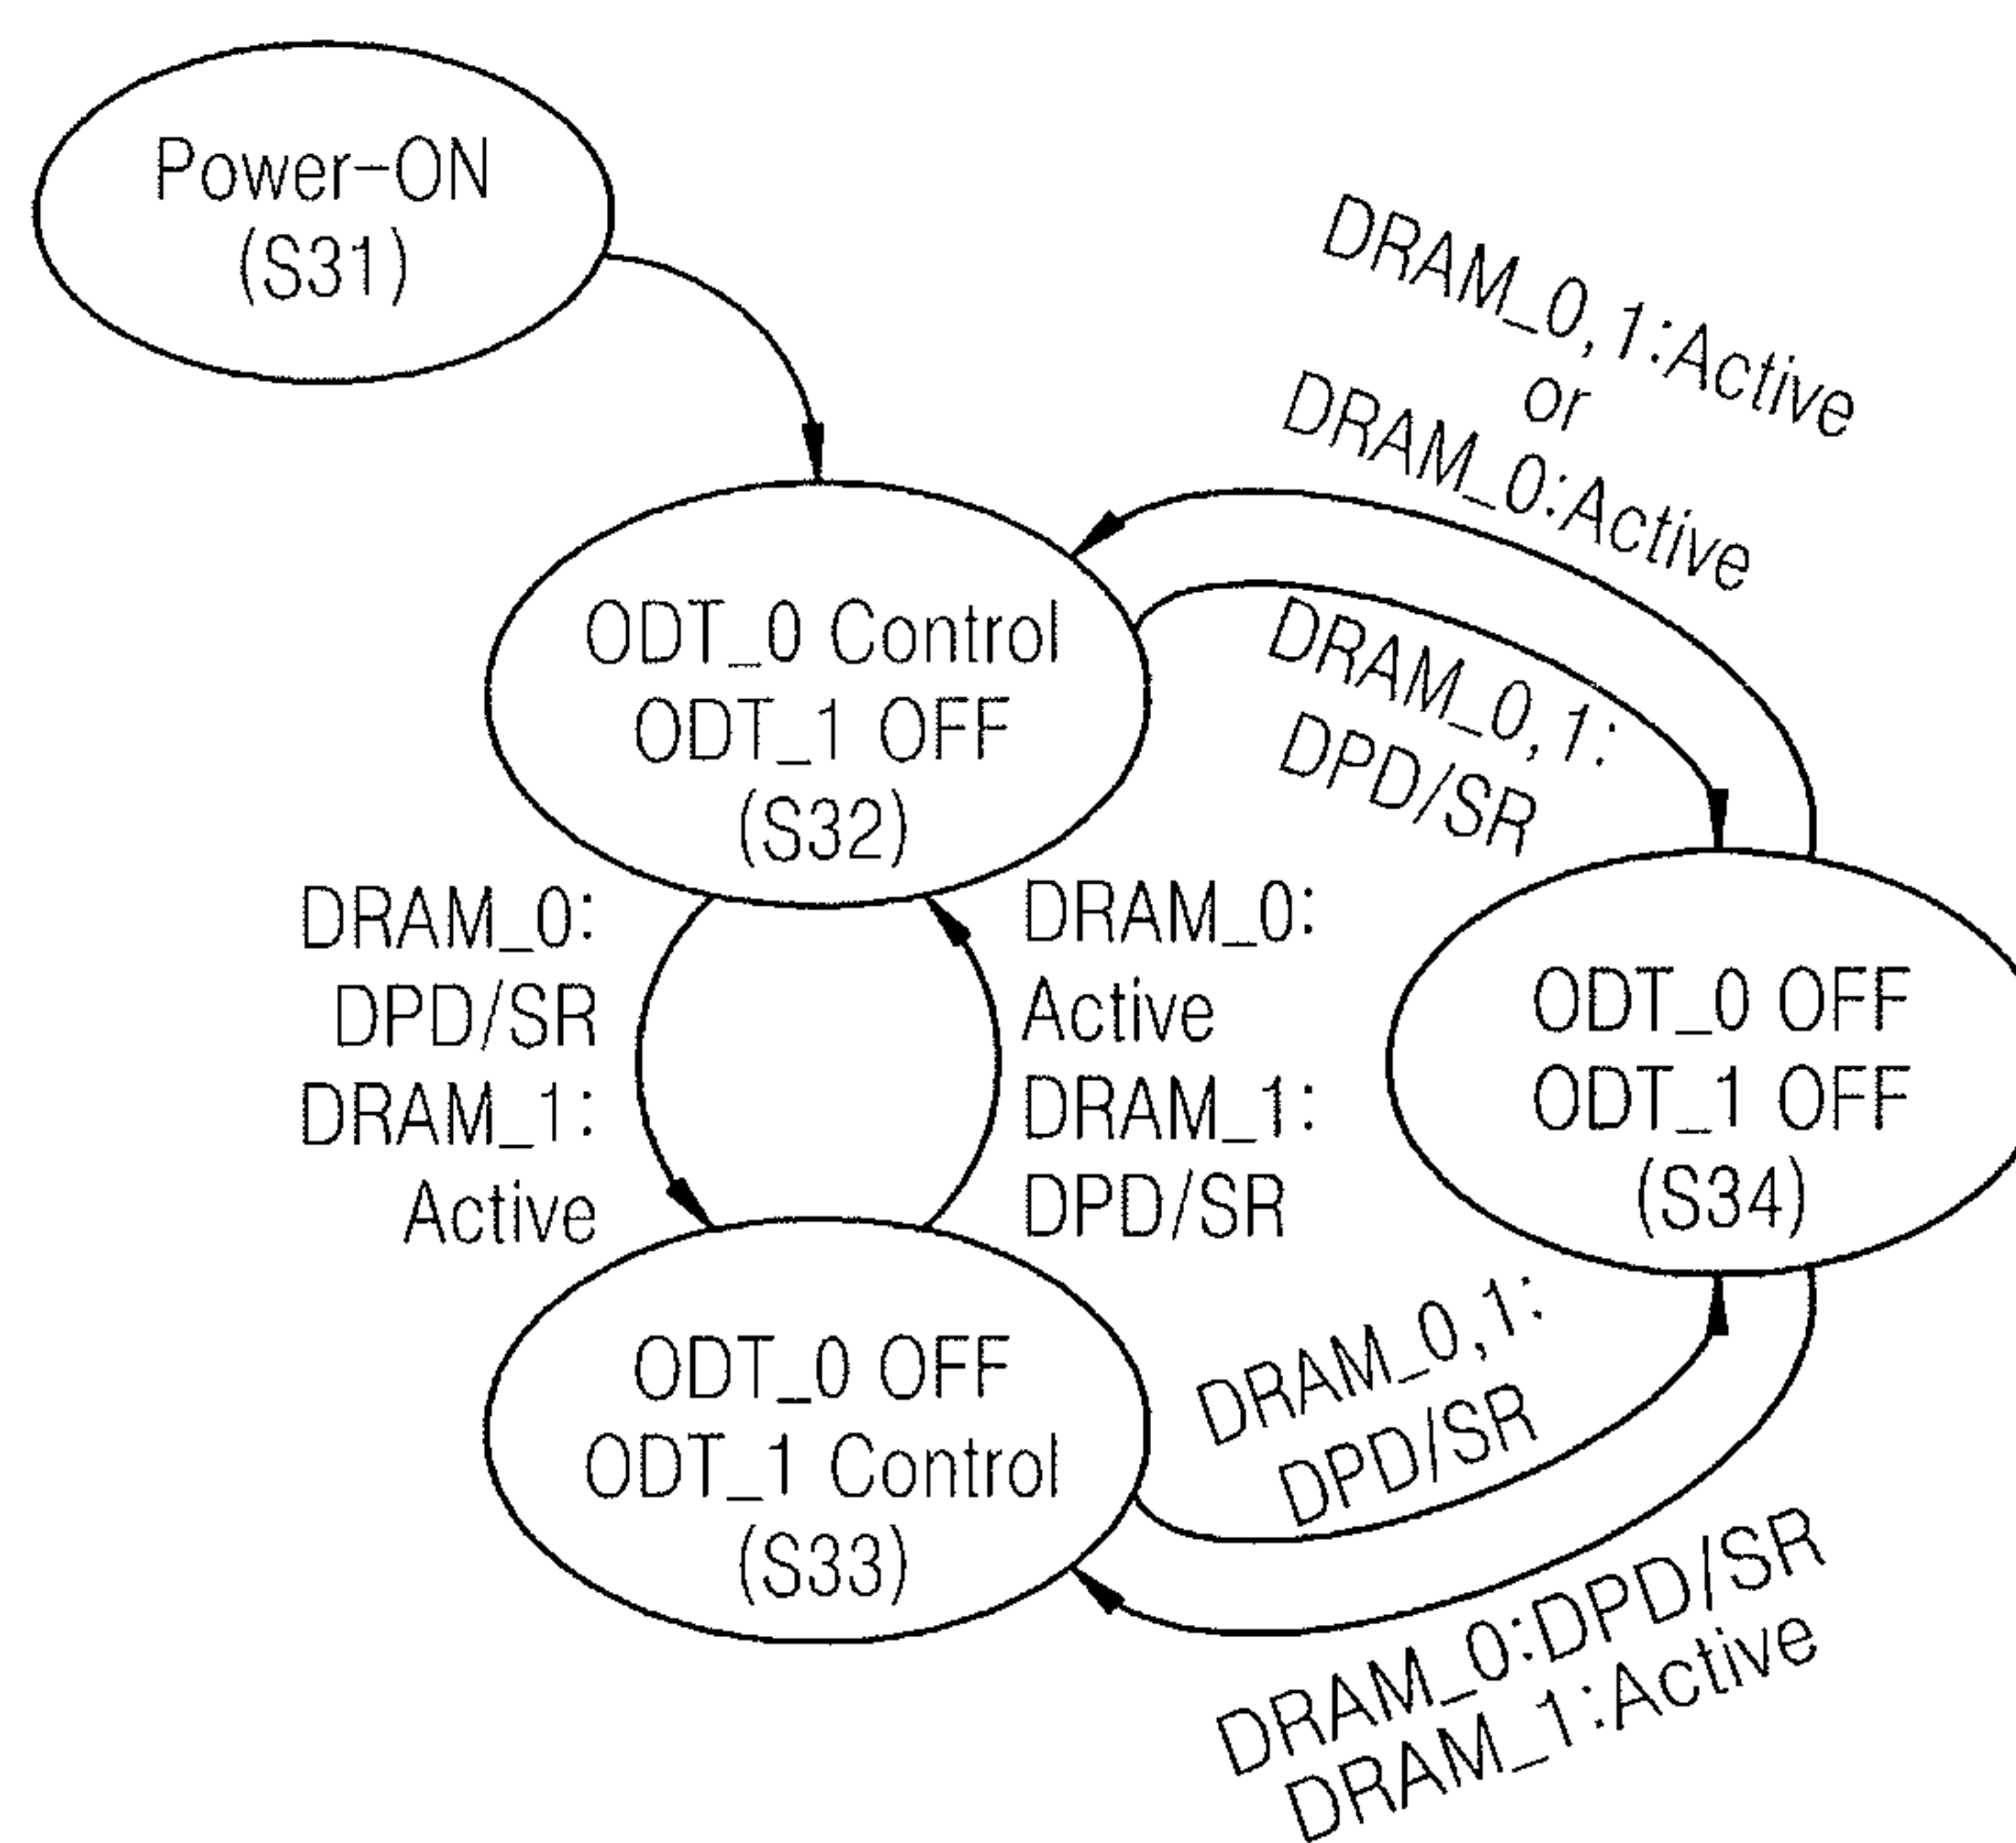 Power-ON
(S31)
DRAM_0,1:Active
or
DRAM_0:Active
ODT_0 Control
ODT_1 OFF
(S32)
DRAM_0,1:
DPD/SR
DRAM_0:
DPD/SR
DRAM_1:
Active
DRAM_0:
Active
DRAM_1:
DPD/SR
ODT_0 OFF
ODT_1 OFF
(S34)
ODT_0 OFF
ODT_1 Control
(S33)
DRAM_0,1:
DPD/SR
DRAM_0:DPD/SR
DRAM_1:Active